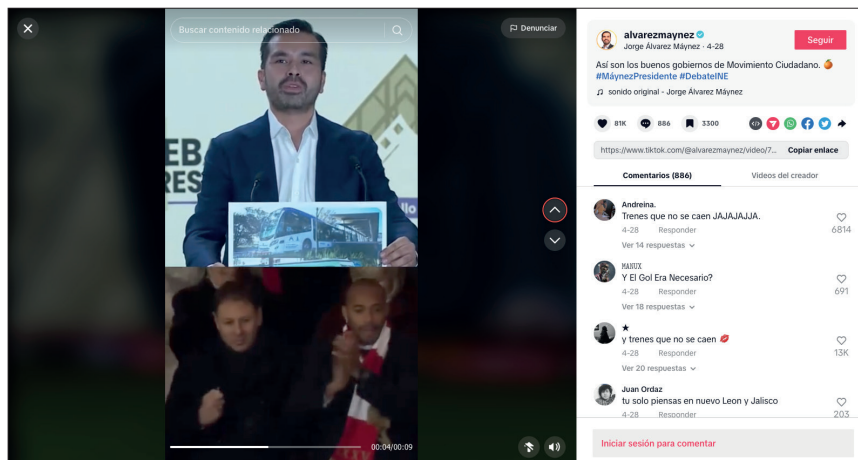 Buscar contenido relacionado
Denunciar
EB
RES
llo
00:04/00:09
alvarezmaynez
Jorge Álvarez Máynez · 4-28
Seguir
Así son los buenos gobiernos de Movimiento Ciudadano. 🍊
#MáynezPresidente #DebateINE
♫ sonido original - Jorge Álvarez Máynez
81K 886 3300
https://www.tiktok.com/@alvarezmaynez/video/7... Copiar enlace
Comentarios (886) Videos del creador
Andreina.
Trenes que no se caen JAJAJAJJA.
4-28 Responder 6814
Ver 14 respuestas
MANUX
Y El Gol Era Necesario?
4-28 Responder 691
Ver 18 respuestas
★
y trenes que no se caen 💋
4-28 Responder 13K
Ver 20 respuestas
Juan Ordaz
tu solo piensas en nuevo Leon y Jalisco
4-28 Responder 203
Iniciar sesión para comentar